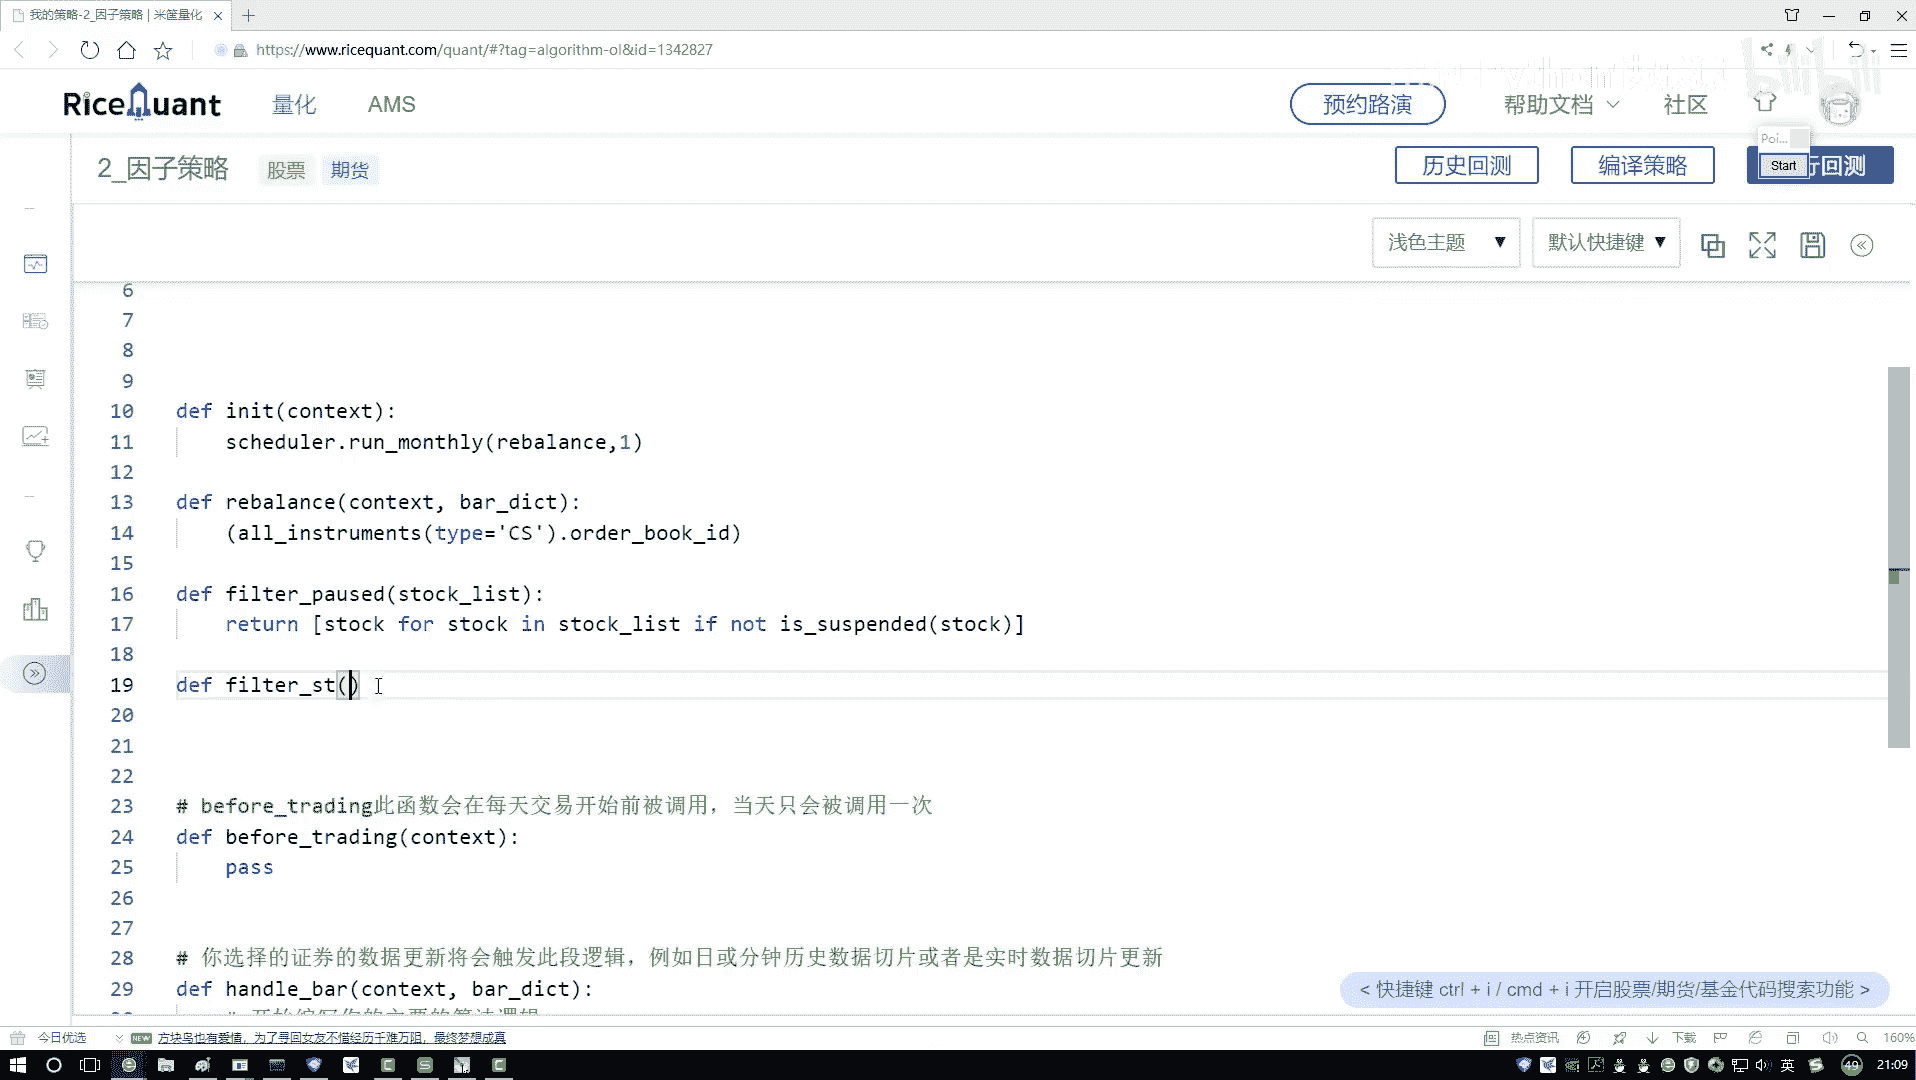 我的策略-2_因子策略 | 米筐量化
https://www.ricequant.com/quant/#?tag=algorithm-ol&id=1342827
bilibili
RiceQuant 量化 AMS 预约路演 帮助文档 社区
Poi...
2_因子策略 股票 期货 历史回测 编译策略 Start 行回测
浅色主题 默认快捷键
6
7
8
9
10 def init(context):
11 scheduler.run_monthly(rebalance,1)
12
13 def rebalance(context, bar_dict):
14 (all_instruments(type='CS').order_book_id)
15
16 def filter_paused(stock_list):
17 return [stock for stock in stock_list if not is_suspended(stock)]
18
19 def filter_st()
20
21
22
23 # before_trading此函数会在每天交易开始前被调用，当天只会被调用一次
24 def before_trading(context):
25 pass
26
27
28 # 你选择的证券的数据更新将会触发此段逻辑，例如日或分钟历史数据切片或者是实时数据切片更新
29 def handle_bar(context, bar_dict):
< 快捷键 ctrl + i / cmd + i 开启股票/期货/基金代码搜索功能 >
今日优选 NEW 方块鸟也有爱情，为了寻回女友不惜经历千难万阻，最终梦想成真 热点资讯 下载 160%
英 49 21:09